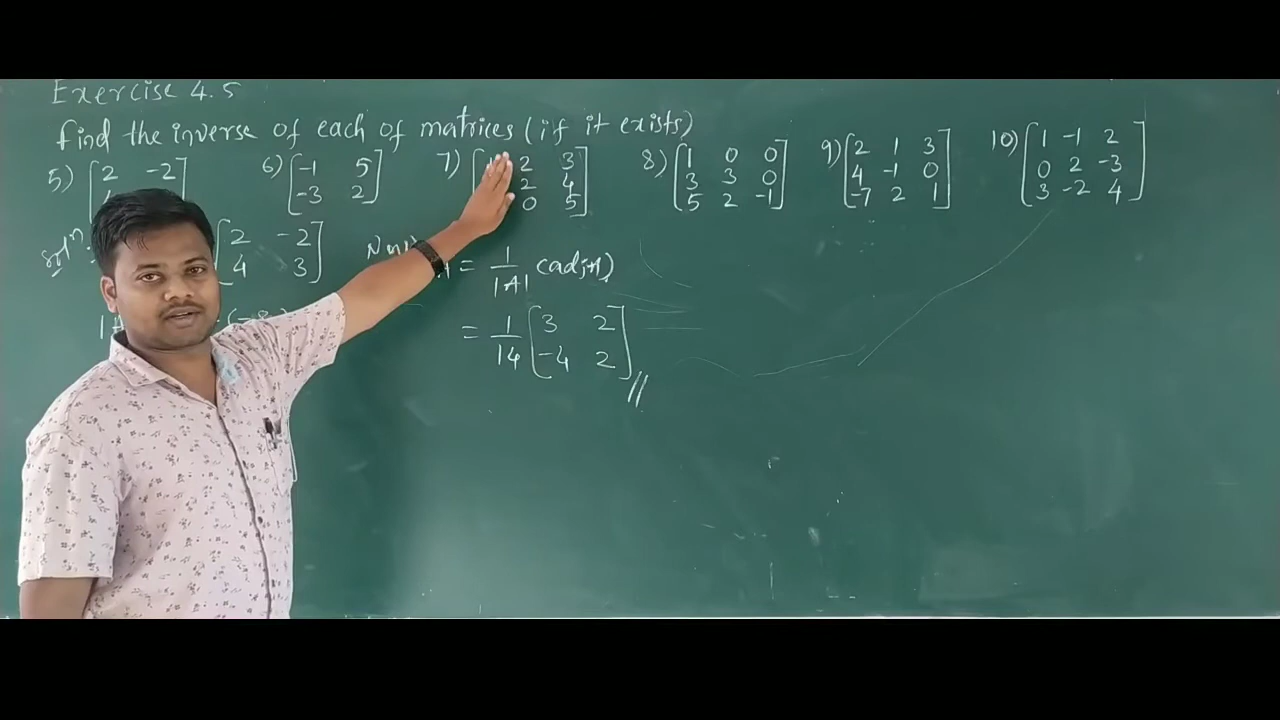 Exercise 4.5
find the inverse of each of matrices (if it exists)
5) [2 -2
6) [-1 5
-3 2]
7) [ 2 3
2 4
0 5]
8) [1 0 0
3 3 0
5 2 -1]
9) [2 1 3
4 -1 0
-7 2 1]
10) [1 -1 2
0 2 -3
3 -2 4]
Solⁿ.
[2 -2
4 3]
= 1/|A| (adjA)
= 1/14 [3 2
-4 2] //